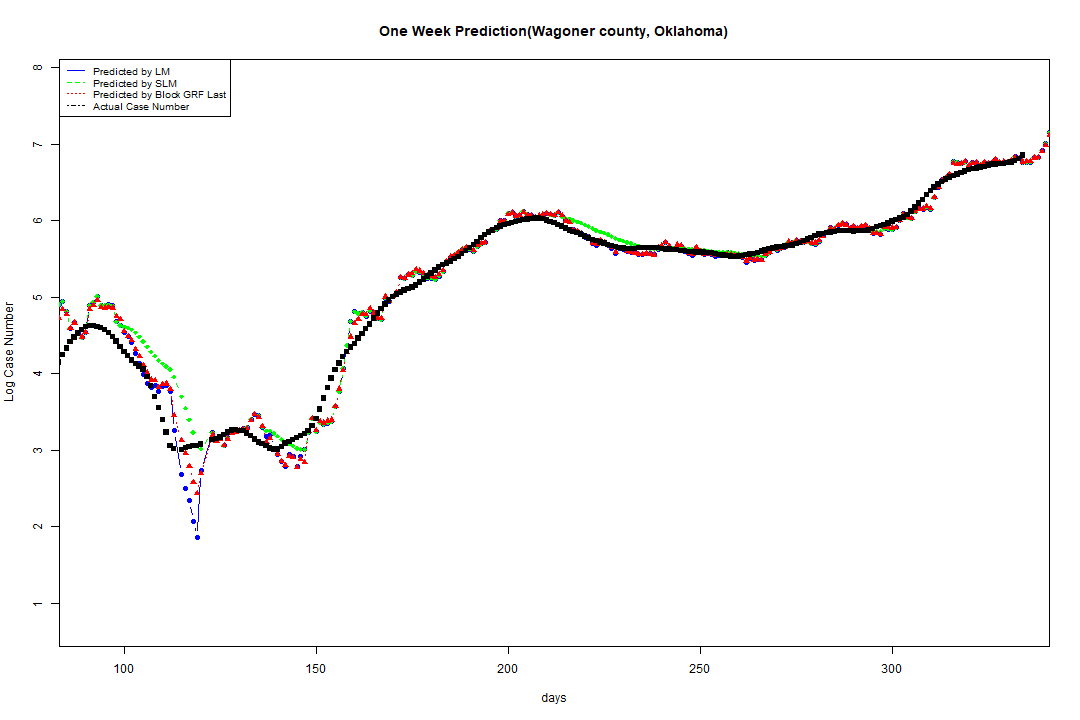 One Week Prediction(Wagoner county, Oklahoma)
Predicted by LM
Predicted by SLM
Predicted by Block GRF Last
Actual Case Number
8
7
6
5
4
3
2
1
Log Case Number
100 150 200 250 300
days